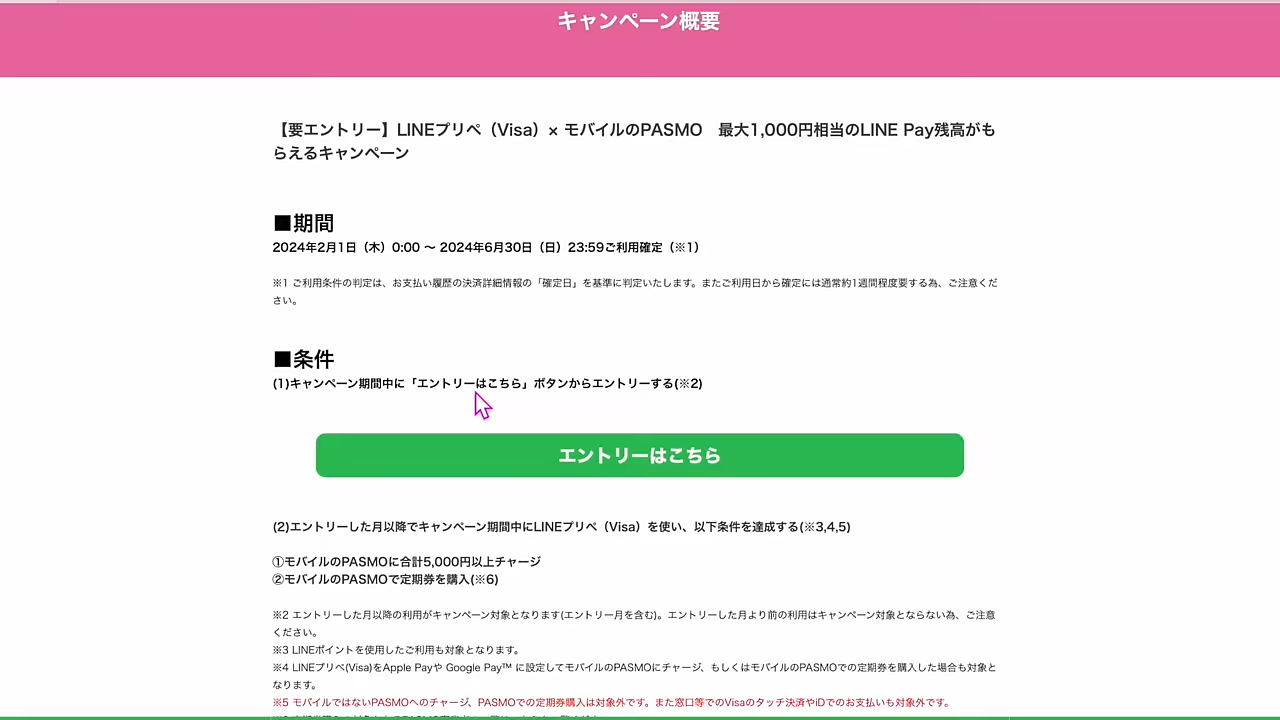 キャンペーン概要
【要エントリー】LINEプリペ（Visa）× モバイルのPASMO　最大1,000円相当のLINE Pay残高がも
らえるキャンペーン
■期間
2024年2月1日（木）0:00 〜 2024年6月30日（日）23:59ご利用確定（※1）
※1 ご利用条件の判定は、お支払い履歴の決済詳細情報の「確定日」を基準に判定いたします。またご利用日から確定には通常約1週間程度要する為、ご注意くだ
さい。
■条件
(1)キャンペーン期間中に「エントリーはこちら」ボタンからエントリーする(※2)
エントリーはこちら
(2)エントリーした月以降でキャンペーン期間中にLINEプリペ（Visa）を使い、以下条件を達成する(※3,4,5)
①モバイルのPASMOに合計5,000円以上チャージ
②モバイルのPASMOで定期券を購入(※6)
※2 エントリーした月以降の利用がキャンペーン対象となります(エントリー月を含む)。エントリーした月より前の利用はキャンペーン対象とならない為、ご注意
ください。
※3 LINEポイントを使用したご利用も対象となります。
※4 LINEプリペ(Visa)をApple Payや Google Pay™ に設定してモバイルのPASMOにチャージ、もしくはモバイルのPASMOでの定期券を購入した場合も対象と
なります。
※5 モバイルではないPASMOへのチャージ、PASMOでの定期券購入は対象外です。また窓口等でのVisaのタッチ決済やiDでのお支払いも対象外です。